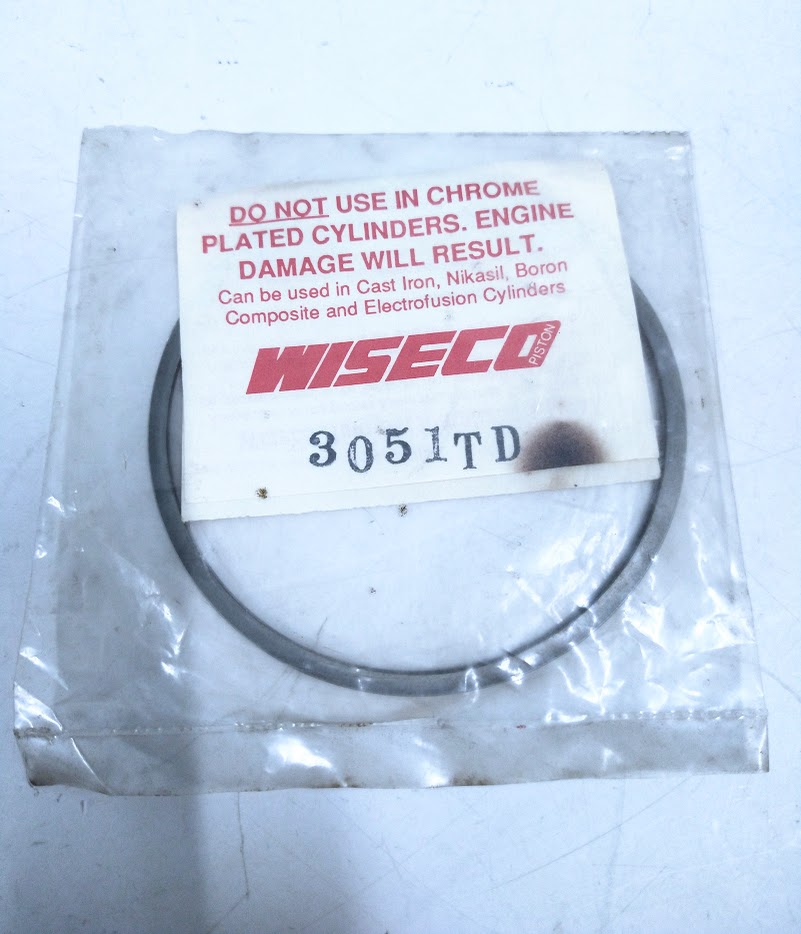 DO NOT USE IN CHROME
PLATED CYLINDERS. ENGINE
DAMAGE WILL RESULT.
Can be used in Cast Iron, Nikasil, Boron
Composite and Electrofusion Cylinders
WISECO PISTON
3051TD